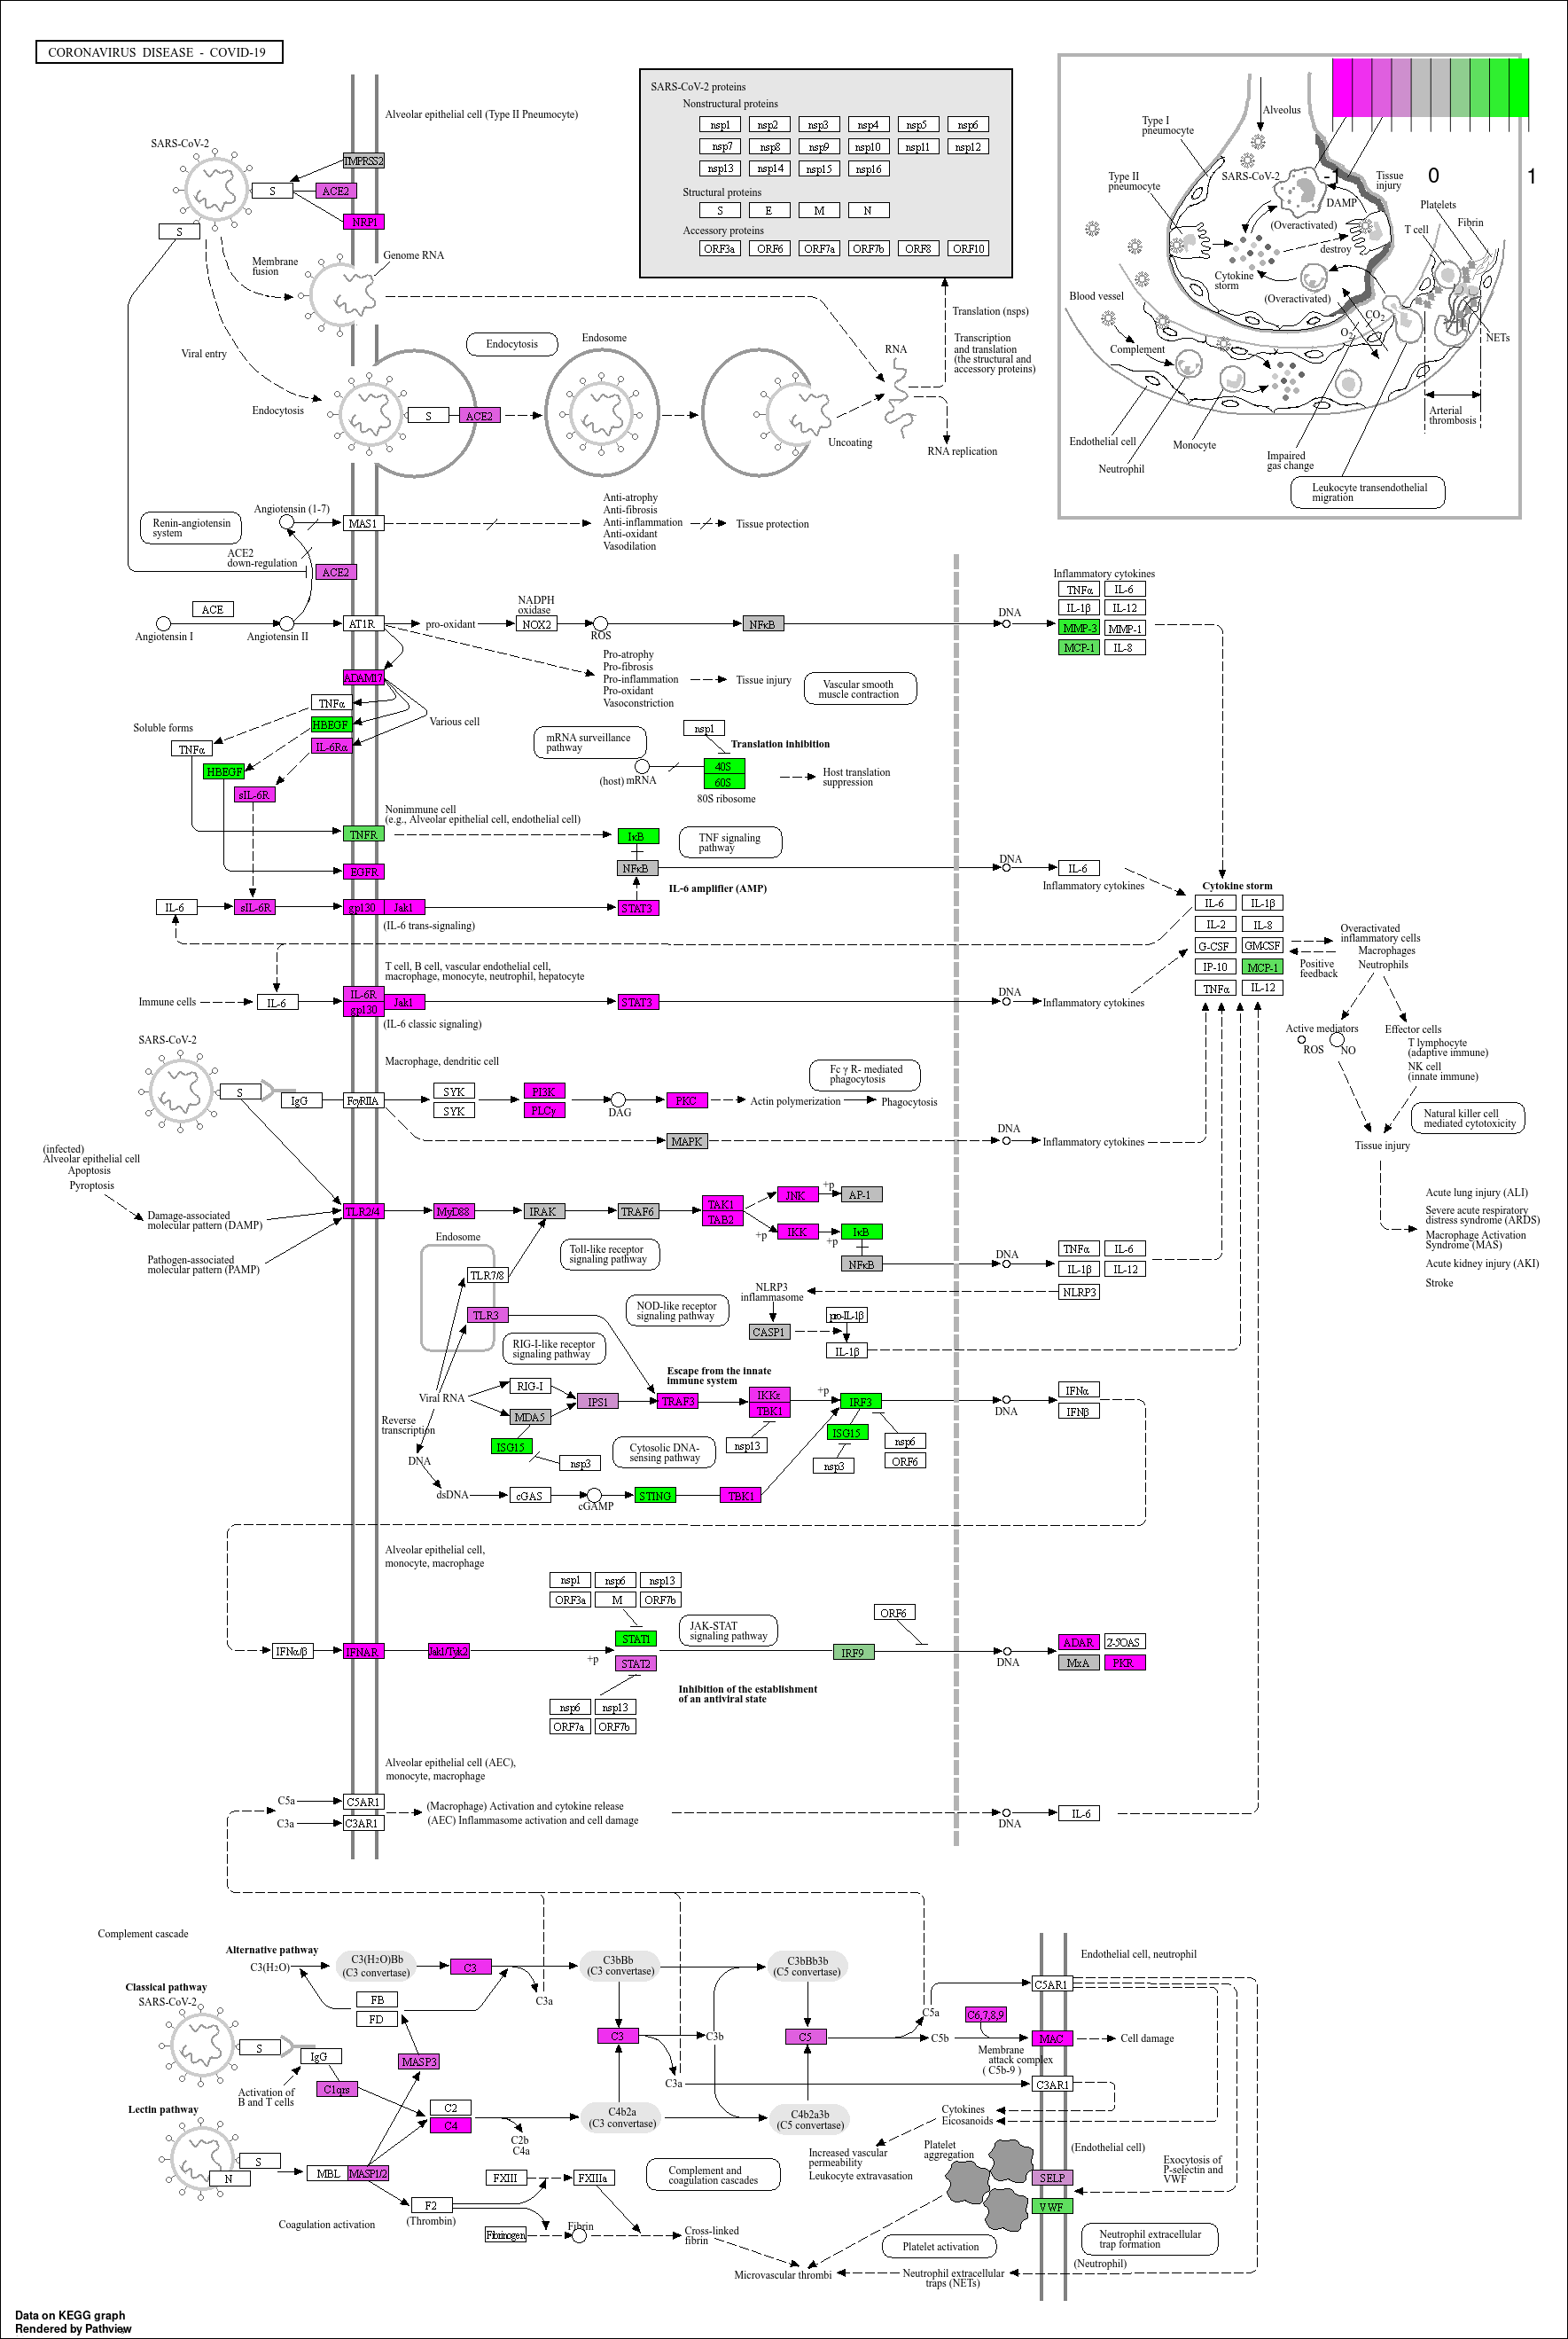 CORONAVIRUS DISEASE - COVID-19
Alveolar epithelial cell (Type II Pneumocyte)
SARS-CoV-2
TMPRSS2
S
ACE2
NRP1
S
Membrane
fusion
Genome RNA
Viral entry
Endocytosis
Endocytosis
Endosome
S
ACE2
Uncoating
RNA
RNA replication
Translation (nsps)
Transcription
and translation
(the structural and
accessory proteins)
SARS-CoV-2 proteins
Nonstructural proteins
nsp1 nsp2 nsp3 nsp4 nsp5 nsp6
nsp7 nsp8 nsp9 nsp10 nsp11 nsp12
nsp13 nsp14 nsp15 nsp16
Structural proteins
S E M N
Accessory proteins
ORF3a ORF6 ORF7a ORF7b ORF8 ORF10
-1 0 1
Alveolus
Type I
pneumocyte
Type II
pneumocyte
SARS-CoV-2
Tissue
injury
DAMP
(Overactivated)
destroy
Cytokine
storm
(Overactivated)
Platelets
Fibrin
T cell
Blood vessel
Complement
O2
CO2
NETs
Arterial
thrombosis
Endothelial cell
Neutrophil
Monocyte
Impaired
gas change
Leukocyte transendothelial
migration
Renin-angiotensin
system
Angiotensin (1-7)
MAS1
Anti-atrophy
Anti-fibrosis
Anti-inflammation
Anti-oxidant
Vasodilation
Tissue protection
ACE2
down-regulation
ACE2
ACE
Angiotensin I
Angiotensin II
AT1R
pro-oxidant
NADPH
oxidase
NOX2
ROS
NFκB
DNA
Inflammatory cytokines
TNFα IL-6
IL-1β IL-12
MMP-3 MMP-1
MCP-1 IL-8
Pro-atrophy
Pro-fibrosis
Pro-inflammation
Pro-oxidant
Vasoconstriction
Tissue injury
Vascular smooth
muscle contraction
ADAM17
TNFα
HBEGF
IL-6Rα
Various cell
Soluble forms
TNFα
HBEGF
sIL-6R
mRNA surveillance
pathway
nsp1
Translation inhibition
(host) mRNA
40S
60S
80S ribosome
Host translation
suppression
Nonimmune cell
(e.g., Alveolar epithelial cell, endothelial cell)
TNFR
IκB
TNF signaling
pathway
EGFR
NFκB
IL-6 amplifier (AMP)
DNA
IL-6
Inflammatory cytokines
IL-6
sIL-6R
gp130 Jak1
STAT3
(IL-6 trans-signaling)
Cytokine storm
IL-6 IL-1β
IL-2 IL-8
G-CSF GMCSF
IP-10 MCP-1
TNFα IL-12
Positive
feedback
Overactivated
inflammatory cells
Macrophages
Neutrophils
Active mediators
ROS NO
Effector cells
T lymphocyte
(adaptive immune)
NK cell
(innate immune)
Natural killer cell
mediated cytotoxicity
Tissue injury
Acute lung injury (ALI)
Severe acute respiratory
distress syndrome (ARDS)
Macrophage Activation
Syndrome (MAS)
Acute kidney injury (AKI)
Stroke
T cell, B cell, vascular endothelial cell,
macrophage, monocyte, neutrophil, hepatocyte
Immune cells
IL-6
IL-6R
gp130
Jak1
STAT3
DNA
Inflammatory cytokines
(IL-6 classic signaling)
SARS-CoV-2
Macrophage, dendritic cell
S
IgG
FcγRIIA
SYK
SYK
PI3K
PLCγ
DAG
PKC
Actin polymerization
Phagocytosis
Fc γ R- mediated
phagocytosis
MAPK
DNA
Inflammatory cytokines
(infected)
Alveolar epithelial cell
Apoptosis
Pyroptosis
Damage-associated
molecular pattern (DAMP)
Pathogen-associated
molecular pattern (PAMP)
TLR2/4
MyD88
IRAK
TRAF6
TAK1
TAB2
JNK
+p
AP-1
IKK
+p
+p
IκB
NFκB
DNA
TNFα IL-6
IL-1β IL-12
NLRP3
Endosome
TLR7/8
TLR3
Toll-like receptor
signaling pathway
NOD-like receptor
signaling pathway
NLRP3
inflammasome
CASP1
pro-IL-1β
IL-1β
RIG-I-like receptor
signaling pathway
Escape from the innate
immune system
Viral RNA
RIG-I
MDA5
IPS1
TRAF3
IKKε
TBK1
+p
IRF3
DNA
IFNα
IFNβ
ISG15
nsp3
nsp13
ISG15
nsp3
nsp6
ORF6
Reverse
transcription
DNA
Cytosolic DNA-
sensing pathway
dsDNA
cGAS
cGAMP
STING
TBK1
Alveolar epithelial cell,
monocyte, macrophage
nsp1 nsp6 nsp13
ORF3a M ORF7b
STAT1
JAK-STAT
signaling pathway
ORF6
IFNα/β
IFNAR
Jak1/Tyk2
+p
STAT2
IRF9
DNA
ADAR 2-5OAS
MxA PKR
Inhibition of the establishment
of an antiviral state
nsp6 nsp13
ORF7a ORF7b
Alveolar epithelial cell (AEC),
monocyte, macrophage
C5a
C5AR1
C3a
C3AR1
(Macrophage) Activation and cytokine release
(AEC) Inflammasome activation and cell damage
DNA
IL-6
Complement cascade
Alternative pathway
C3(H2O)
C3(H2O)Bb
(C3 convertase)
C3
C3a
C3bBb
(C3 convertase)
C3bBb3b
(C5 convertase)
FB
FD
Classical pathway
SARS-CoV-2
S
IgG
Activation of
B and T cells
C1qrs
MASP3
C3
C3b
C3a
C5
C5a
C5b
C6,7,8,9
Membrane
attack complex
( C5b-9 )
MAC
Cell damage
Endothelial cell, neutrophil
C5AR1
C3AR1
Lectin pathway
S
N
MBL MASP1/2
C2
C4
C2b
C4a
C4b2a
(C3 convertase)
C4b2a3b
(C5 convertase)
Cytokines
Eicosanoids
Increased vascular
permeability
Leukocyte extravasation
Platelet
aggregation
(Endothelial cell)
SELP
VWF
Exocytosis of
P-selectin and
VWF
Coagulation activation
F2
(Thrombin)
FXIII
FXIIIa
Fibrinogen
Fibrin
Cross-linked
fibrin
Complement and
coagulation cascades
Platelet activation
Neutrophil extracellular
trap formation
(Neutrophil)
Microvascular thrombi
Neutrophil extracellular
traps (NETs)
Data on KEGG graph
Rendered by Pathview